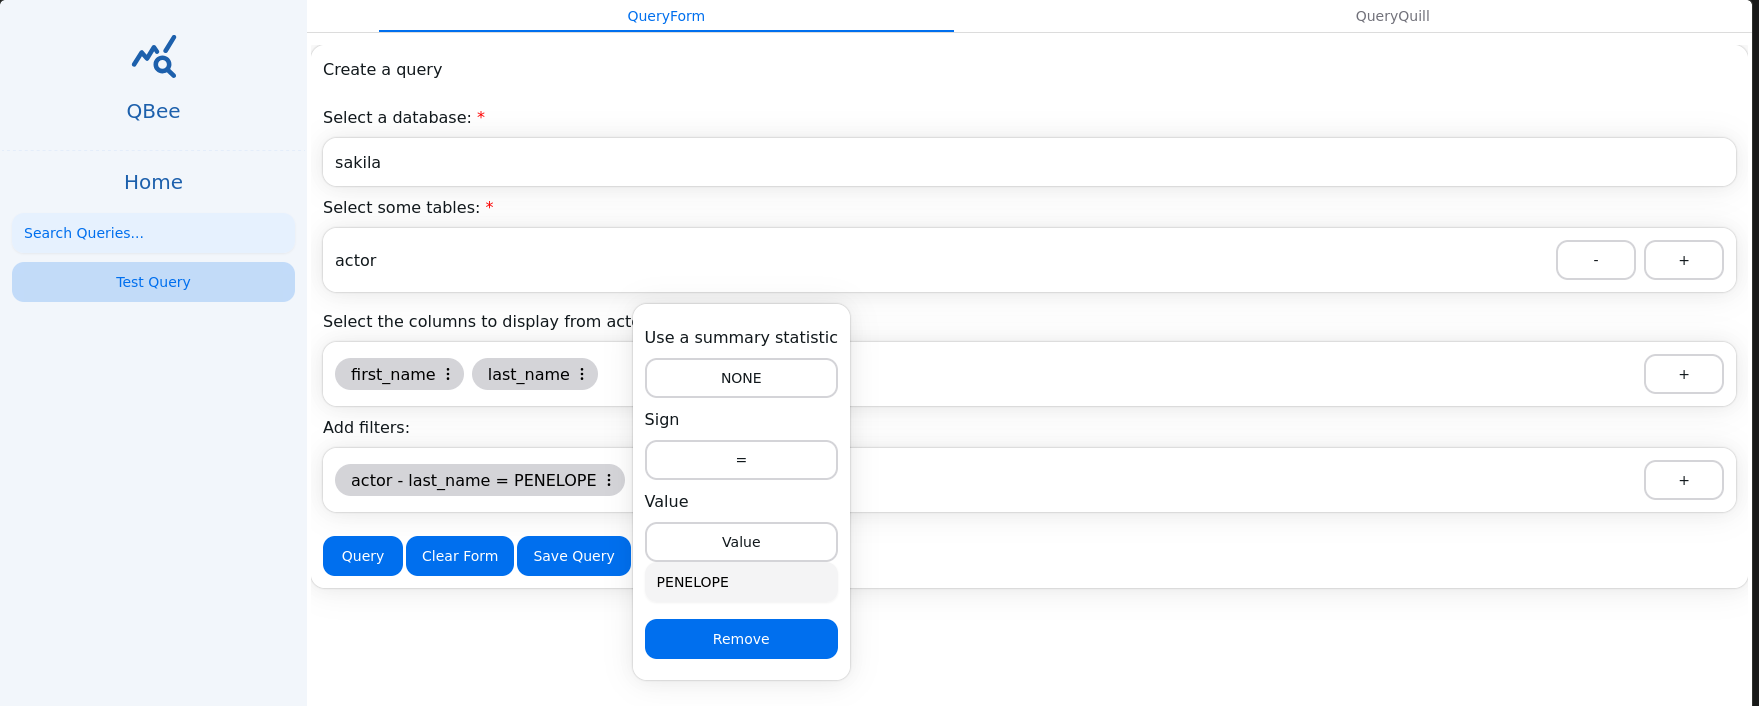 QueryForm
QueryQuill
QBee
Home
Search Queries...
Test Query
Create a query
Select a database: *
sakila
Select some tables: *
actor
-
+
Select the columns to display from acto
first_name
last_name
+
Add filters:
actor - last_name = PENELOPE
+
Query
Clear Form
Save Query
Use a summary statistic
NONE
Sign
=
Value
Value
PENELOPE
Remove